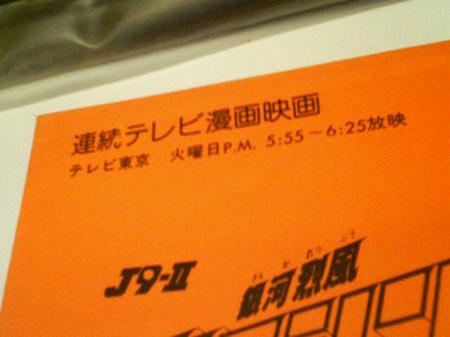 連続テレビ漫画映画
テレビ東京 火曜日P.M. 5:55～6:25放映
J9-II
ぎんがれっぷう
銀河烈風